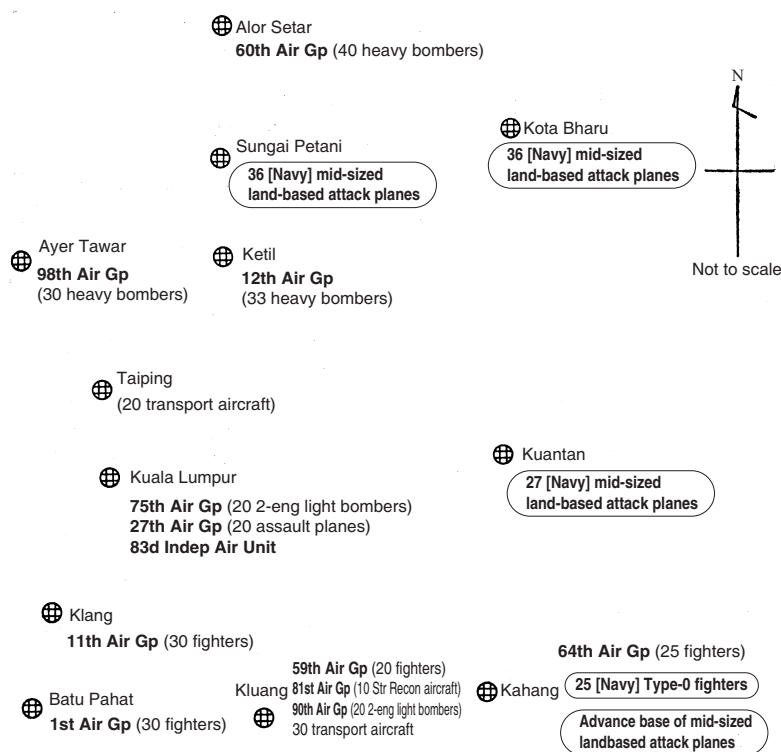 Alor Setar
60th Air Gp (40 heavy bombers)
N
Sungai Petani
36 [Navy] mid-sized
land-based attack planes
Kota Bharu
36 [Navy] mid-sized
land-based attack planes
Not to scale
Ayer Tawar
98th Air Gp
(30 heavy bombers)
Ketil
12th Air Gp
(33 heavy bombers)
Taiping
(20 transport aircraft)
Kuala Lumpur
75th Air Gp (20 2-eng light bombers)
27th Air Gp (20 assault planes)
83d Indep Air Unit
Kuantan
27 [Navy] mid-sized
land-based attack planes
Klang
11th Air Gp (30 fighters)
Batu Pahat
1st Air Gp (30 fighters)
Kluang
59th Air Gp (20 fighters)
81st Air Gp (10 Str Recon aircraft)
90th Air Gp (20 2-eng light bombers)
30 transport aircraft
Kahang
64th Air Gp (25 fighters)
25 [Navy] Type-0 fighters
Advance base of mid-sized
landbased attack planes